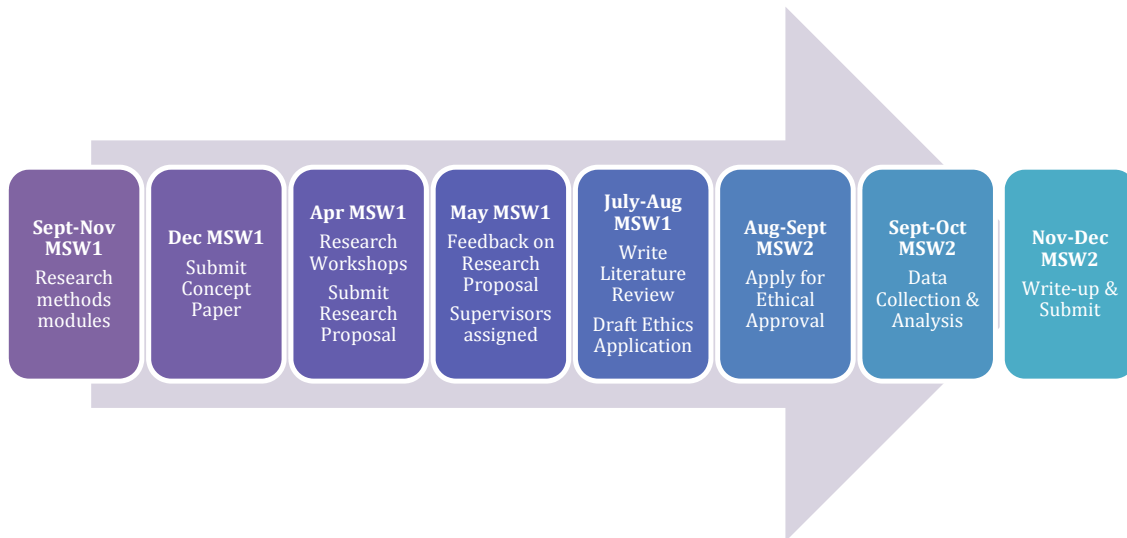 Sept-Nov
MSW1
Research
methods
modules
Dec MSW1
Submit
Concept
Paper
Apr MSW1
Research
Workshops
Submit
Research
Proposal
May MSW1
Feedback on
Research
Proposal
Supervisors
assigned
July-Aug
MSW1
Write
Literature
Review
Draft Ethics
Application
Aug-Sept
MSW2
Apply for
Ethical
Approval
Sept-Oct
MSW2
Data
Collection &
Analysis
Nov-Dec
MSW2
Write-up &
Submit